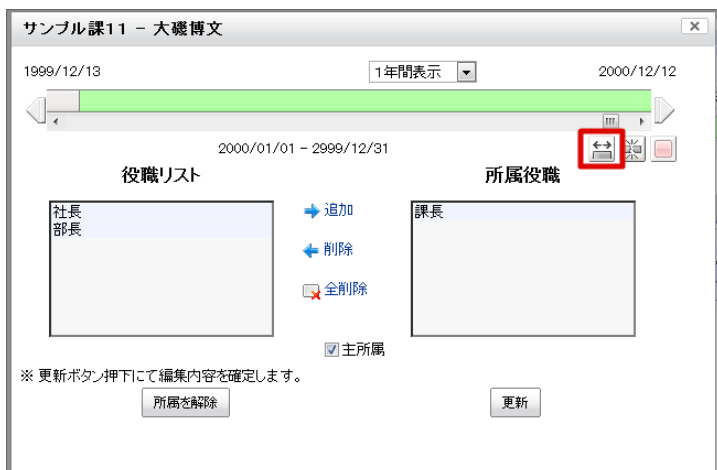 サンプル課11 - 大磯博文
1999/12/13
1年間表示
2000/12/12
2000/01/01 - 2999/12/31
役職リスト
所属役職
社長
部長
追加
削除
全削除
課長
主所属
※ 更新ボタン押下にて編集内容を確定します。
所属を解除
更新